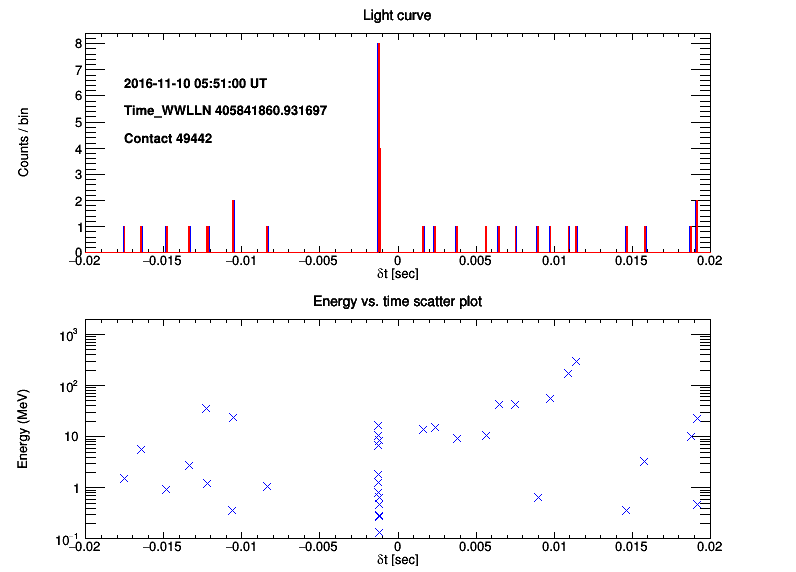 Light curve
Counts / bin
8
7
6
5
4
3
2
1
0
2016-11-10 05:51:00 UT
Time_WWLLN 405841860.931697
Contact 49442
−0.02 −0.015 −0.01 −0.005 0 0.005 0.01 0.015 0.02
δt [sec]
Energy vs. time scatter plot
Energy (MeV)
10³
10²
10
1
10⁻¹
−0.02 −0.015 −0.01 −0.005 0 0.005 0.01 0.015 0.02
δt [sec]